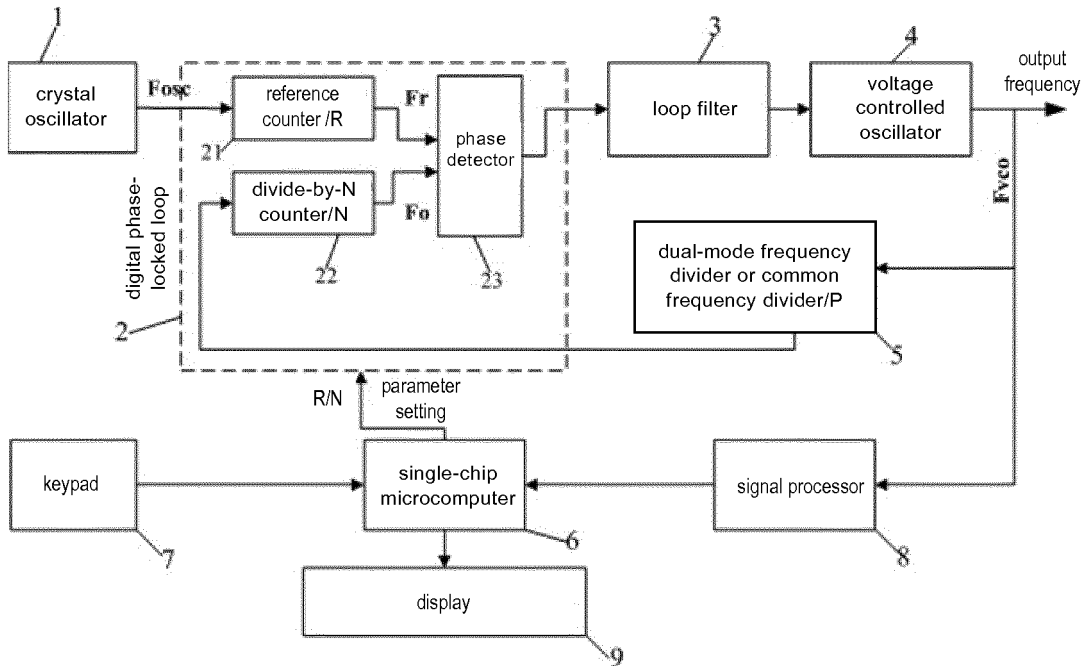 1
crystal
oscillator
Fosc
reference
counter /R
21
Fr
phase
detector
23
divide-by-N
counter/N
22
Fo
digital phase-
locked loop
2
3
loop filter
4
voltage
controlled
oscillator
output
frequency
Fvco
dual-mode frequency
divider or common
frequency divider/P
5
R/N
parameter
setting
keypad
7
single-chip
microcomputer
6
signal processor
8
display
9